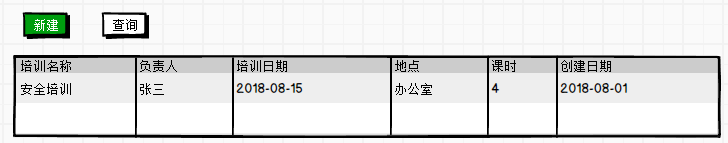 新建 查询
培训名称 负责人 培训日期 地点 课时 创建日期
安全培训 张三 2018-08-15 办公室 4 2018-08-01